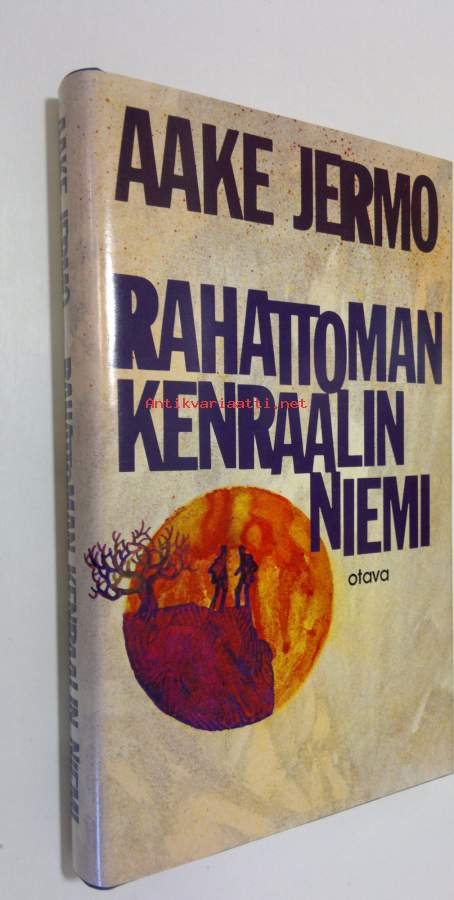 AAKE JERMO
RAHATTOMAN
KENRAALIN
NIEMI
otava
Antikvariaatti.net
AAKE JERMO RAHATTOMAN KENRAALIN NIEMI